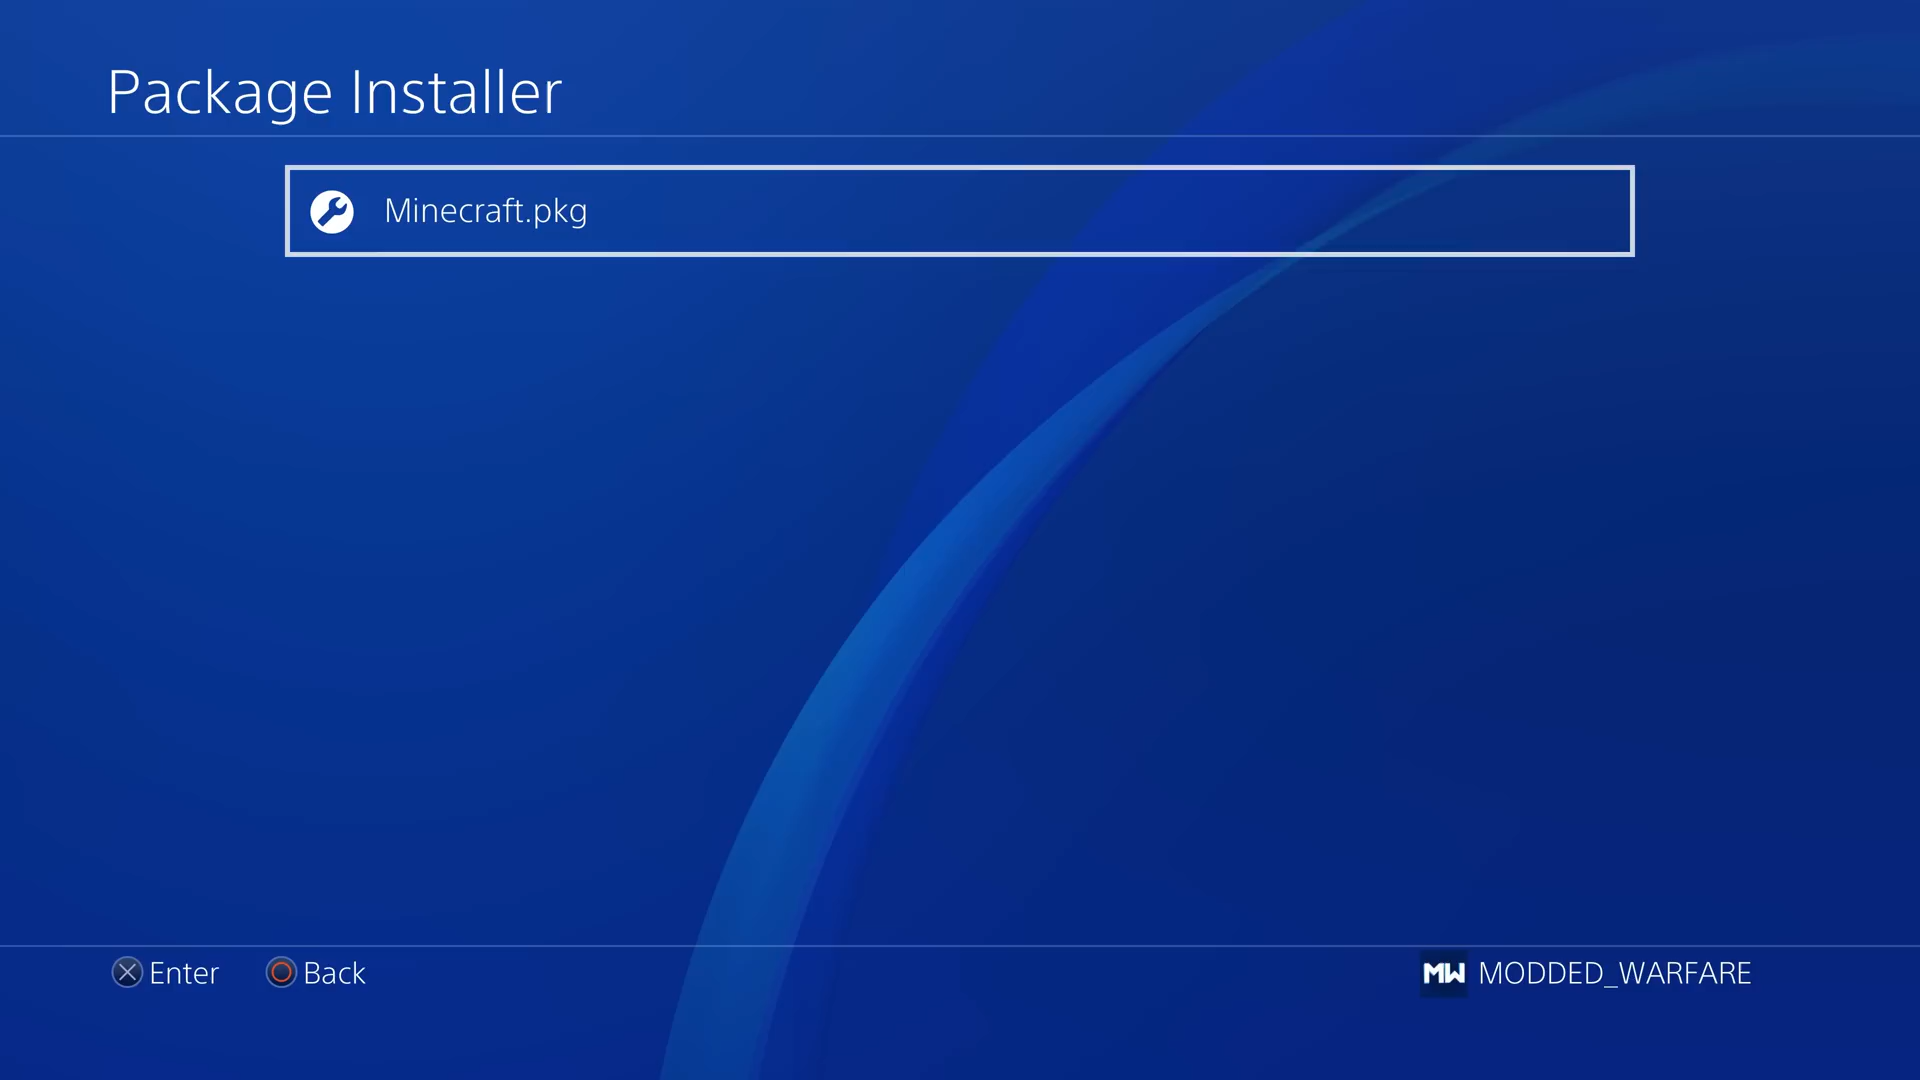 Package Installer
Minecraft.pkg
Enter
Back
MW MODDED_WARFARE